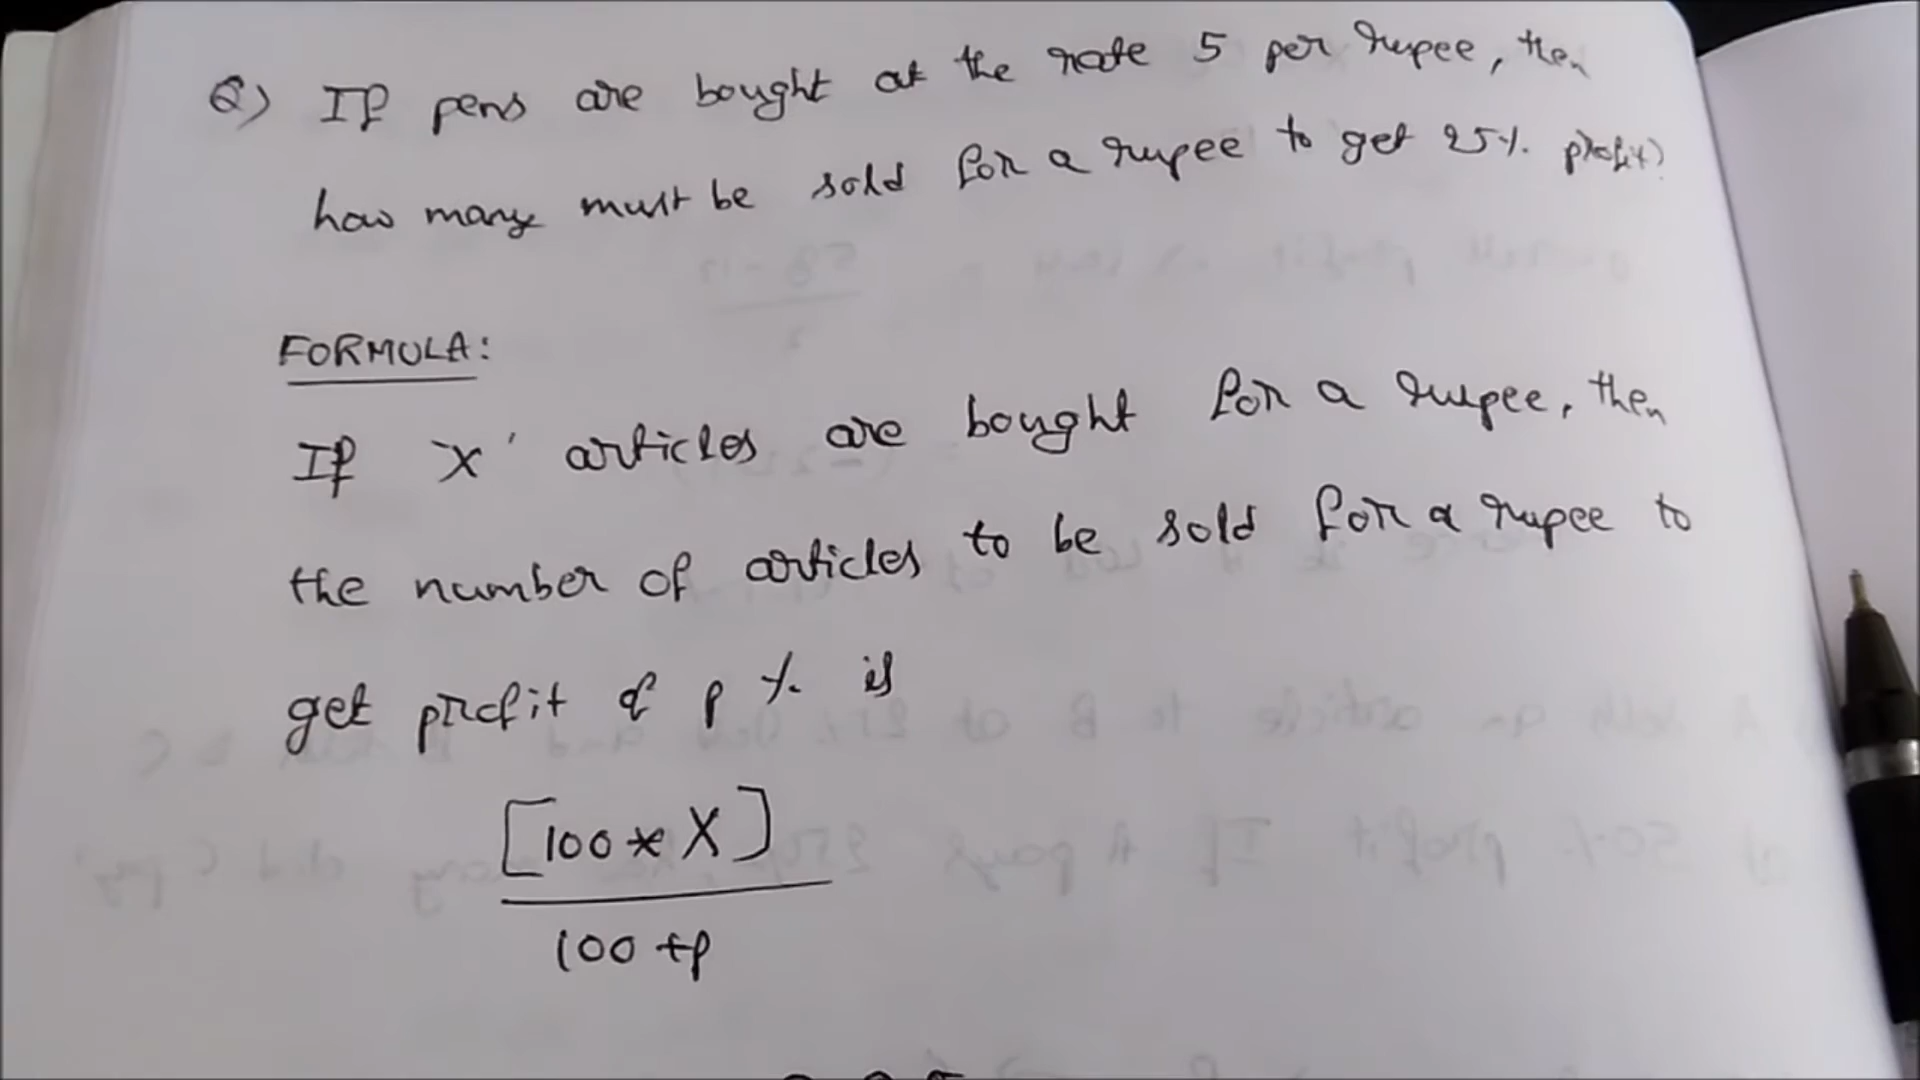 Q) If pens are bought at the rate 5 per rupee, then
how many must be sold for a rupee to get 25% profit?
FORMULA:
If 'X' articles are bought for a rupee, then
the number of articles to be sold for a rupee to
get profit of p % is
[100 * X]
100 + p